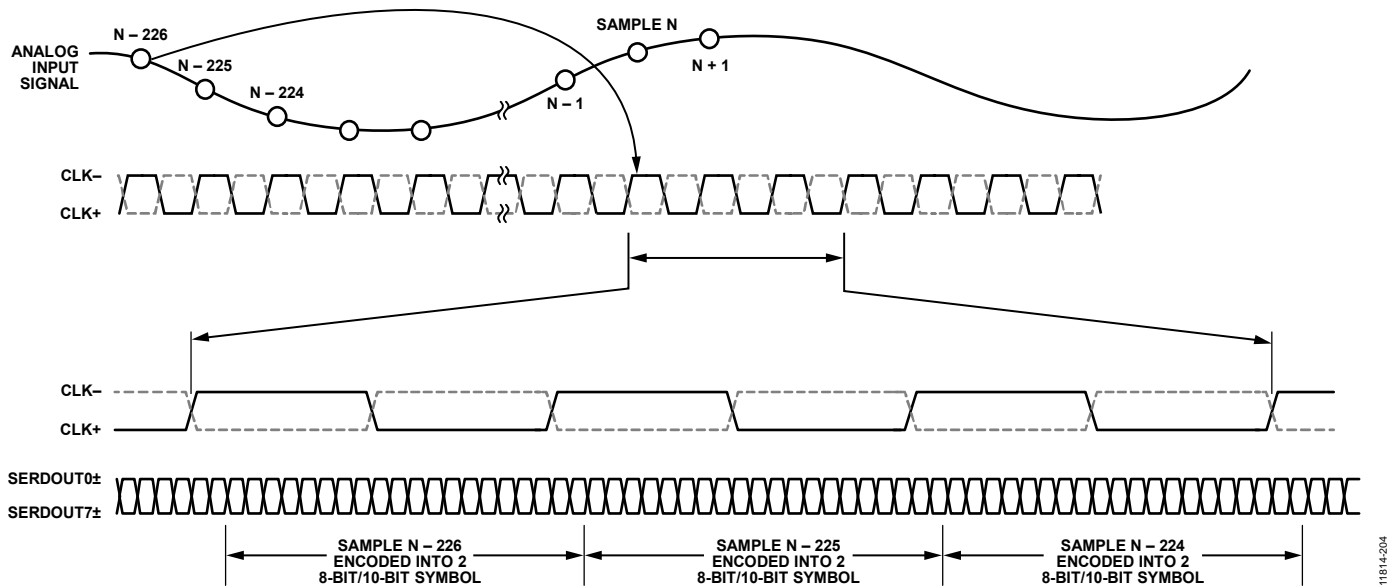 ANALOG
INPUT
SIGNAL
N – 226
N – 225
N – 224
N – 1
SAMPLE N
N + 1
CLK–
CLK+
CLK–
CLK+
SERDOUT0±
SERDOUT7±
SAMPLE N – 226
ENCODED INTO 2
8-BIT/10-BIT SYMBOL
SAMPLE N – 225
ENCODED INTO 2
8-BIT/10-BIT SYMBOL
SAMPLE N – 224
ENCODED INTO 2
8-BIT/10-BIT SYMBOL
11814-204